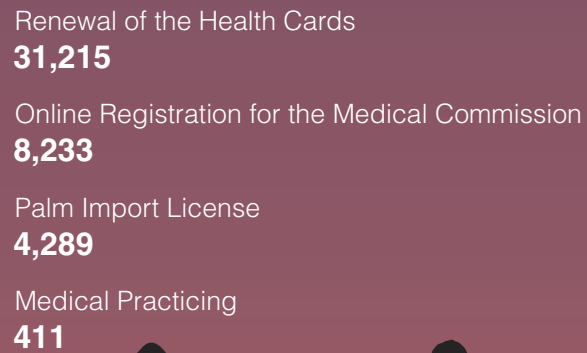 Renewal of the Health Cards
31,215
Online Registration for the Medical Commission
8,233
Palm Import License
4,289
Medical Practicing
411